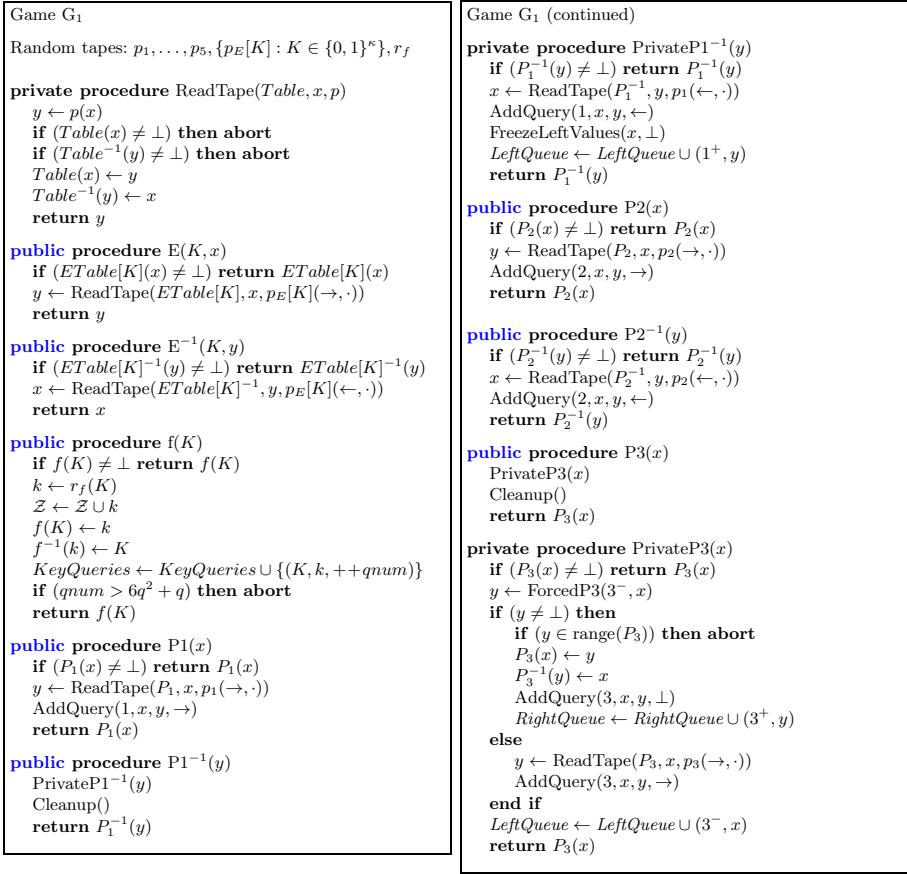 Game G₁
Random tapes: p₁, . . . , p₅, {p_E[K] : K ∈ {0, 1}^κ}, r_f
private procedure ReadTape(Table, x, p)
y ← p(x)
if (Table(x) ≠ ⊥) then abort
if (Table⁻¹(y) ≠ ⊥) then abort
Table(x) ← y
Table⁻¹(y) ← x
return y
public procedure E(K, x)
if (ETable[K](x) ≠ ⊥) return ETable[K](x)
y ← ReadTape(ETable[K], x, p_E[K](→, ·))
return y
public procedure E⁻¹(K, y)
if (ETable[K]⁻¹(y) ≠ ⊥) return ETable[K]⁻¹(y)
x ← ReadTape(ETable[K]⁻¹, y, p_E[K](←, ·))
return x
public procedure f(K)
if f(K) ≠ ⊥ return f(K)
k ← r_f(K)
𝒵 ← 𝒵 ∪ k
f(K) ← k
f⁻¹(k) ← K
KeyQueries ← KeyQueries ∪ {(K, k, ++qnum)}
if (qnum > 6q² + q) then abort
return f(K)
public procedure P1(x)
if (P₁(x) ≠ ⊥) return P₁(x)
y ← ReadTape(P₁, x, p₁(→, ·))
AddQuery(1, x, y, →)
return P₁(x)
public procedure P1⁻¹(y)
PrivateP1⁻¹(y)
Cleanup()
return P₁⁻¹(y)
Game G₁ (continued)
private procedure PrivateP1⁻¹(y)
if (P₁⁻¹(y) ≠ ⊥) return P₁⁻¹(y)
x ← ReadTape(P₁⁻¹, y, p₁(←, ·))
AddQuery(1, x, y, ←)
FreezeLeftValues(x, ⊥)
LeftQueue ← LeftQueue ∪ (1⁺, y)
return P₁⁻¹(y)
public procedure P2(x)
if (P₂(x) ≠ ⊥) return P₂(x)
y ← ReadTape(P₂, x, p₂(→, ·))
AddQuery(2, x, y, →)
return P₂(x)
public procedure P2⁻¹(y)
if (P₂⁻¹(y) ≠ ⊥) return P₂⁻¹(y)
x ← ReadTape(P₂⁻¹, y, p₂(←, ·))
AddQuery(2, x, y, ←)
return P₂⁻¹(y)
public procedure P3(x)
PrivateP3(x)
Cleanup()
return P₃(x)
private procedure PrivateP3(x)
if (P₃(x) ≠ ⊥) return P₃(x)
y ← ForcedP3(3⁻, x)
if (y ≠ ⊥) then
if (y ∈ range(P₃)) then abort
P₃(x) ← y
P₃⁻¹(y) ← x
AddQuery(3, x, y, ⊥)
RightQueue ← RightQueue ∪ (3⁺, y)
else
y ← ReadTape(P₃, x, p₃(→, ·))
AddQuery(3, x, y, →)
end if
LeftQueue ← LeftQueue ∪ (3⁻, x)
return P₃(x)